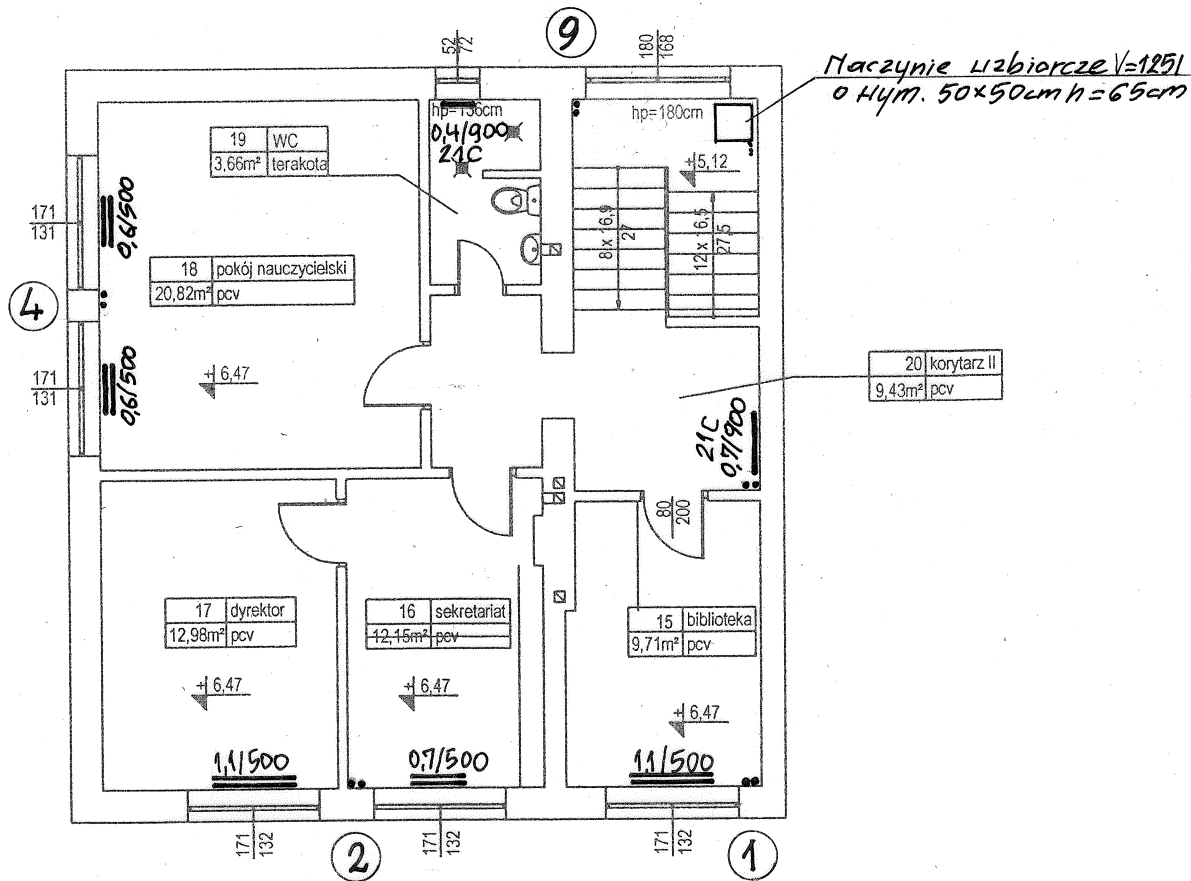 9
52
72
180
168
Naczynie wzbiorcze V=125l
o wym. 50x50cm h=65cm
hp=136cm
0,4/900
21C
hp=180cm
19 WC
3,66m² terakota
+5,12
171
131
0,6/500
8 x 16,9
27
12 x 16,5
27,5
18 pokój nauczycielski
20,82m² pcv
4
171
131
0,6/500
+6,47
20 korytarz II
9,43m² pcv
21C
0,7/900
80
200
17 dyrektor
12,98m² pcv
16 sekretariat
12,15m² pcv
15 biblioteka
9,71m² pcv
+6,47
+6,47
+6,47
1,1/500
0,7/500
1,1/500
171
132
2
171
132
171
132
1